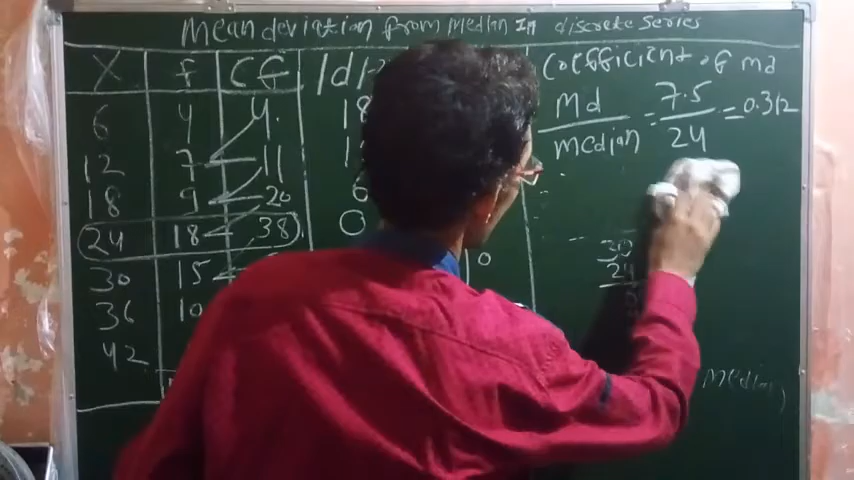 Mean deviation from Median In discrete Series
X f cf |d|
Coefficient of md
Md / Median = 7.5 / 24 = 0.312
6 4 4 18
12 7 11 1
18 9 20 6
24 18 38 0
30 15
36 10
42
0
30
24
Median